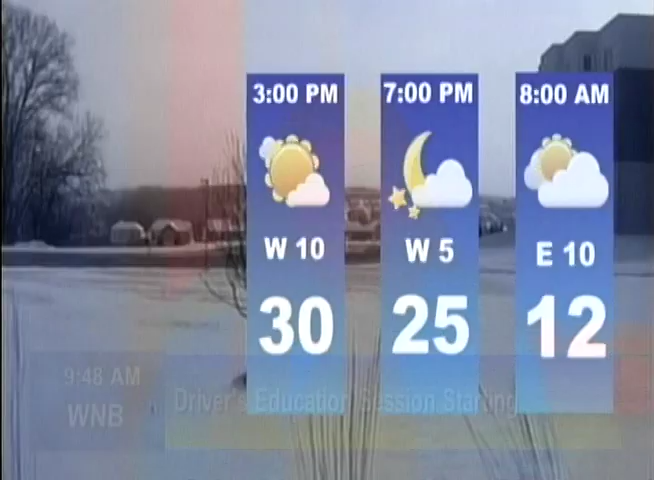 3:00 PM
W 10
30
7:00 PM
W 5
25
8:00 AM
E 10
12
9:48 AM
WNB
Driver's Education Session Starting